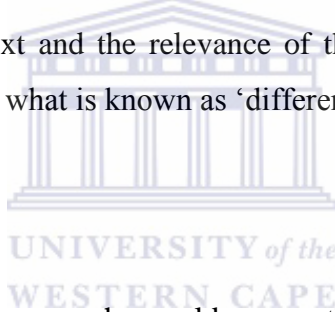 xt and the relevance of th
what is known as ‘differen
UNIVERSITY of the
WESTERN CAPE